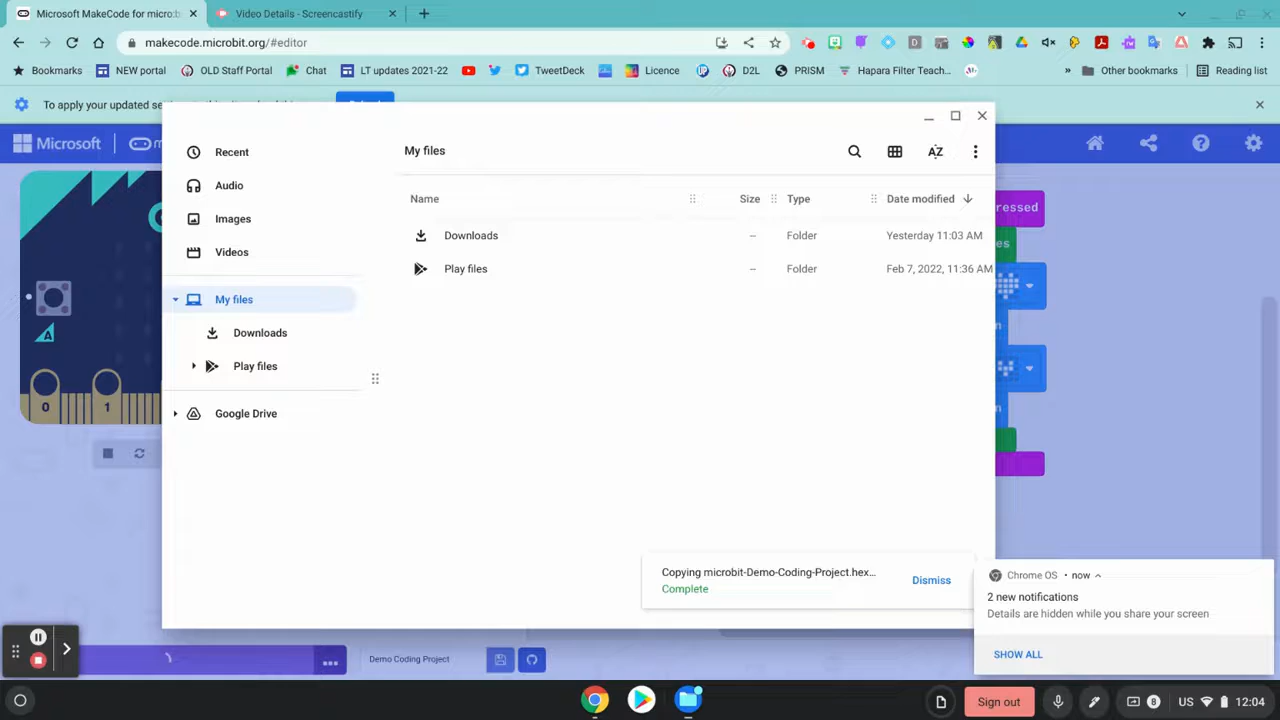 Microsoft MakeCode for micro:b
Video Details - Screencastify
makecode.microbit.org/#editor
Bookmarks
NEW portal
OLD Staff Portal
Chat
LT updates 2021-22
TweetDeck
Licence
D2L
PRISM
Hapara Filter Teach...
»
Other bookmarks
Reading list
To apply your updated
Microsoft
Recent
Audio
Images
Videos
My files
Downloads
Play files
Google Drive
My files
AZ
Name
Size
Type
Date modified
Downloads
--
Folder
Yesterday 11:03 AM
Play files
--
Folder
Feb 7, 2022, 11:36 AM
ressed
es
n
n
A
0
1
Copying microbit-Demo-Coding-Project.hex...
Complete
Dismiss
Chrome OS • now
2 new notifications
Details are hidden while you share your screen
SHOW ALL
Demo Coding Project
Sign out
8
US
12:04